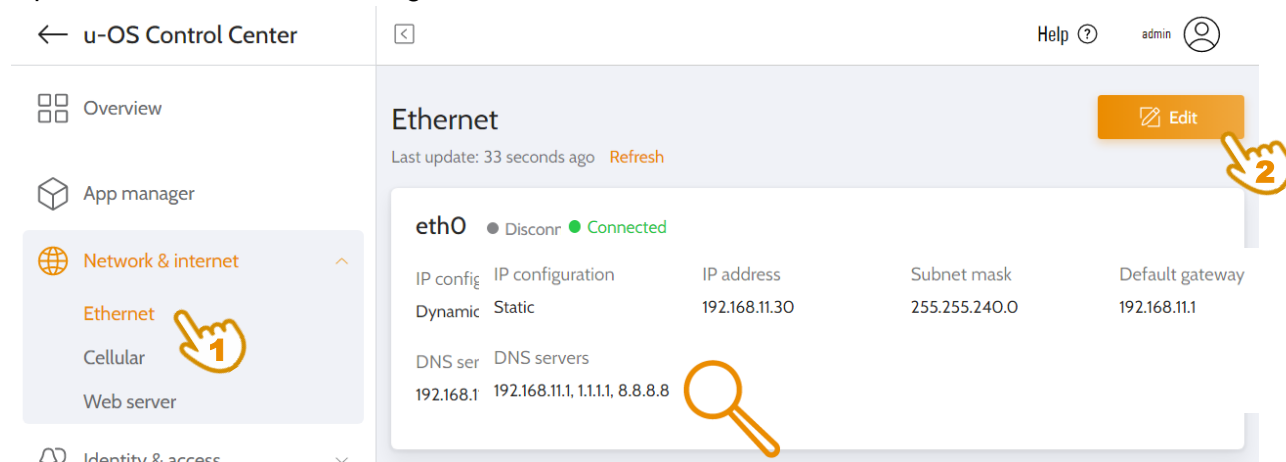 u-OS Control Center
Help ? admin
Overview
Ethernet
Edit
Last update: 33 seconds ago Refresh
2
App manager
eth0 Disconr Connected
Network & internet
IP config IP configuration IP address Subnet mask Default gateway
Dynamic Static 192.168.11.30 255.255.240.0 192.168.11.1
Ethernet
1
Cellular
DNS ser DNS servers
192.168.1 192.168.11.1, 1.1.1.1, 8.8.8.8
Web server
Identity & access